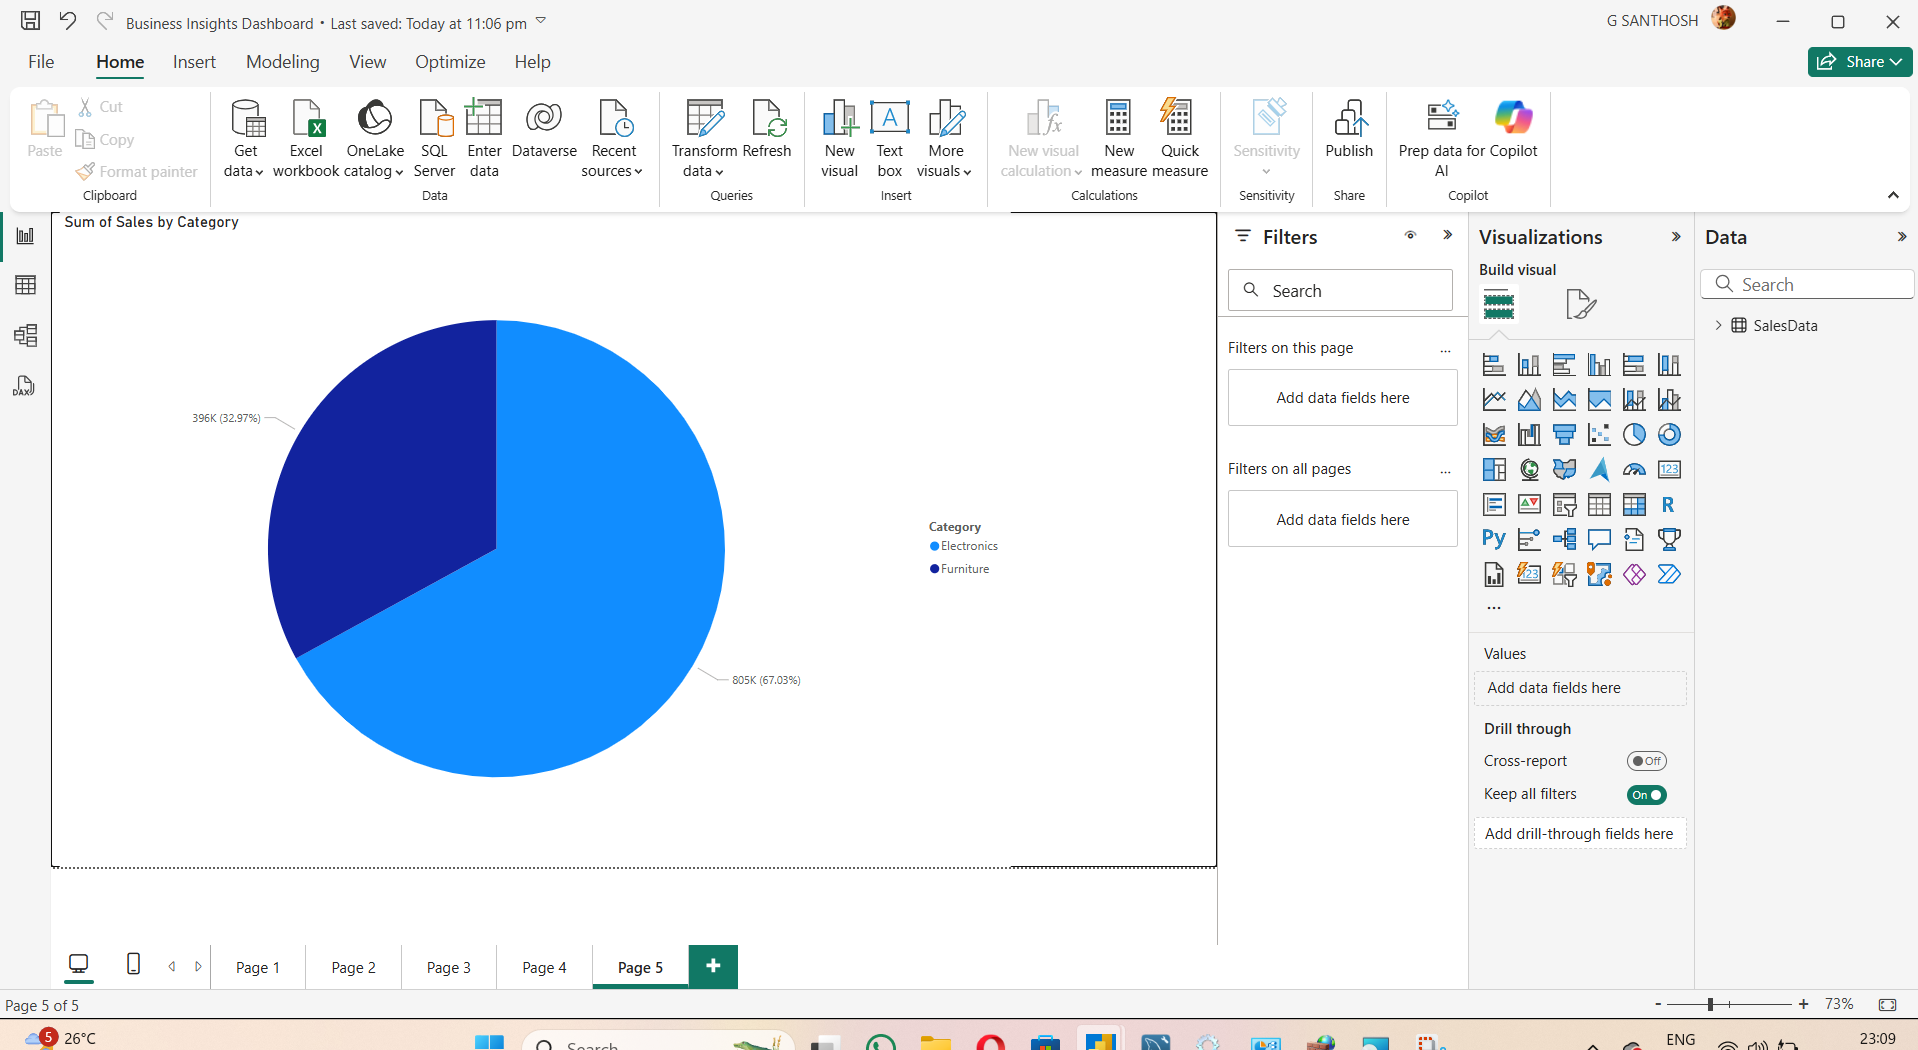 Business Insights Dashboard • Last saved: Today at 11:06 pm
G SANTHOSH
File Home Insert Modeling View Optimize Help
Share
Paste
Cut
Copy
Format painter
Clipboard
Get data
Excel workbook
OneLake catalog
SQL Server
Enter data
Dataverse
Recent sources
Data
Transform data
Refresh
Queries
New visual
Text box
More visuals
Insert
New visual calculation
New measure
Quick measure
Calculations
Sensitivity
Sensitivity
Publish
Share
Prep data for AI
Copilot
Copilot
DAX
Sum of Sales by Category
396K (32.97%)
805K (67.03%)
Category
Electronics
Furniture
Filters
Search
Filters on this page ...
Add data fields here
Filters on all pages ...
Add data fields here
Visualizations
Build visual
123
R
Py
123
...
Values
Add data fields here
Drill through
Cross-report Off
Keep all filters On
Add drill-through fields here
Data
Search
SalesData
Page 1 Page 2 Page 3 Page 4 Page 5 +
Page 5 of 5
- + 73%
5 26°C
Search
ENG
23:09